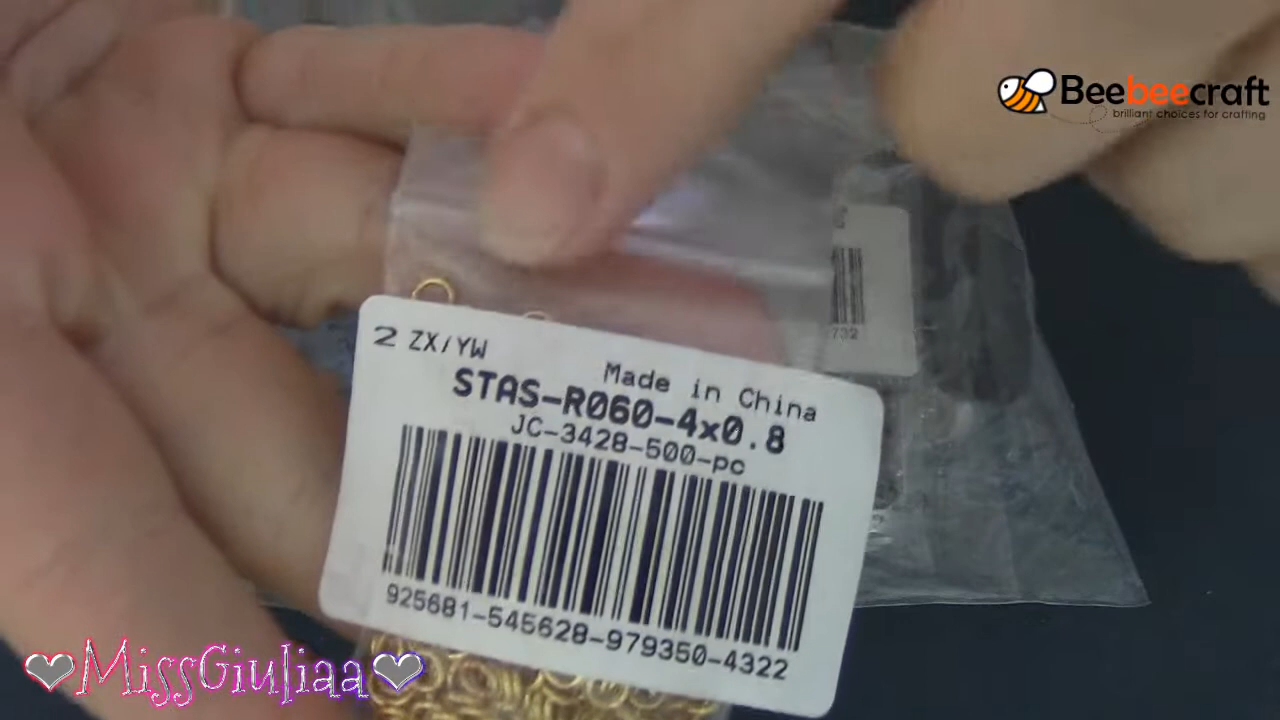 Beebeecraft
brilliant choices for crafting
732
2 ZX/YW
Made in China
STAS-R060-4x0.8
JC-3428-500-pc
925681-545628-979350-4322
MissGiuliaa